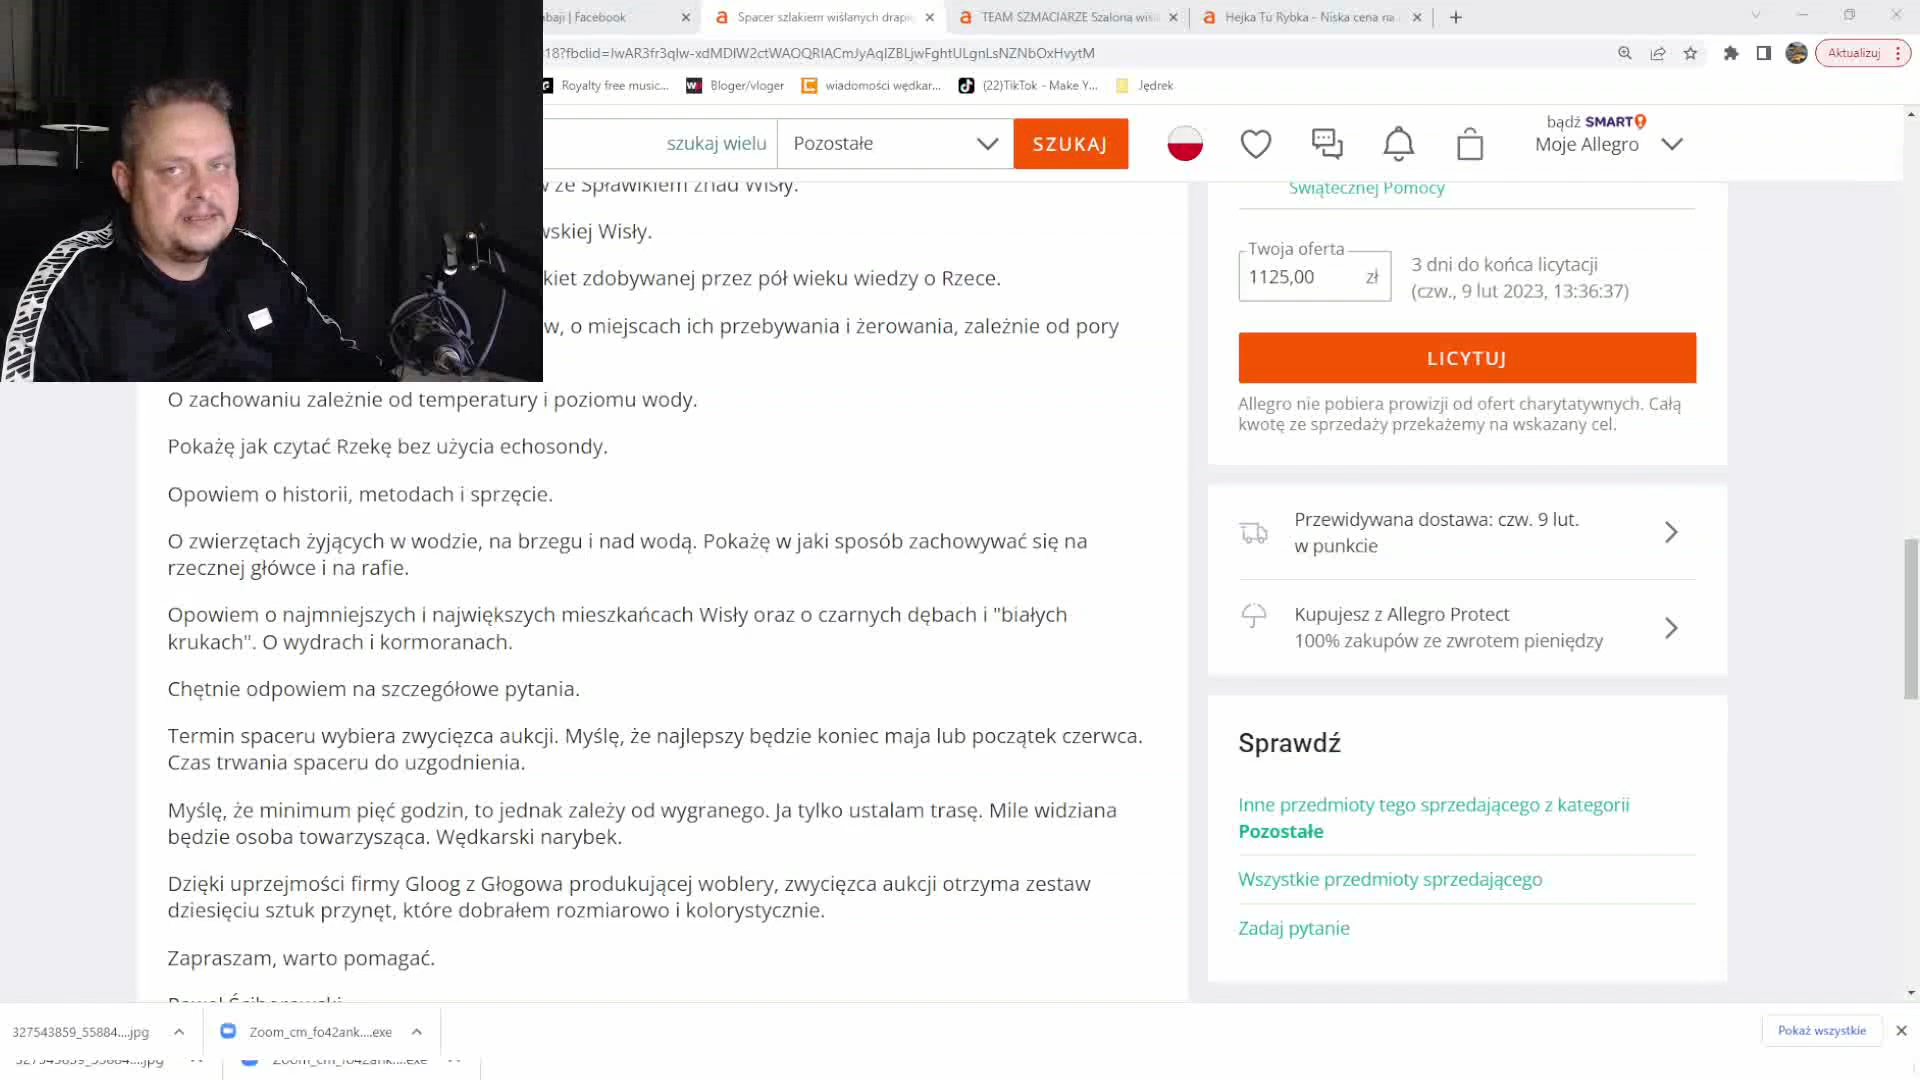 abaji | Facebook
Spacer szlakiem wiślanych drapi
TEAM SZMACIARZE Szalona wiśl
Hejka Tu Rybka - Niska cena na
18?fbclid=IwAR3fr3qIw-xdMDIW2ctWAOQRIACmJyAqIZBLjwFghtULgnLsNZNbOxHvytM
Aktualizuj
Royalty free music...
Bloger/vloger
wiadomości wędkar...
(22)TikTok - Make Y...
Jędrek
szukaj wielu
Pozostałe
SZUKAJ
bądź SMART!
Moje Allegro
w ze Spławikiem znad Wisły.
wskiej Wisły.
kiet zdobywanej przez pół wieku wiedzy o Rzece.
w, o miejscach ich przebywania i żerowania, zależnie od pory
O zachowaniu zależnie od temperatury i poziomu wody.
Pokażę jak czytać Rzekę bez użycia echosondy.
Opowiem o historii, metodach i sprzęcie.
O zwierzętach żyjących w wodzie, na brzegu i nad wodą. Pokażę w jaki sposób zachowywać się na
rzecznej główce i na rafie.
Opowiem o najmniejszych i największych mieszkańcach Wisły oraz o czarnych dębach i "białych
krukach". O wydrach i kormoranach.
Chętnie odpowiem na szczegółowe pytania.
Termin spaceru wybiera zwycięzca aukcji. Myślę, że najlepszy będzie koniec maja lub początek czerwca.
Czas trwania spaceru do uzgodnienia.
Myślę, że minimum pięć godzin, to jednak zależy od wygranego. Ja tylko ustalam trasę. Mile widziana
będzie osoba towarzysząca. Wędkarski narybek.
Dzięki uprzejmości firmy Gloog z Głogowa produkującej woblery, zwycięzca aukcji otrzyma zestaw
dziesięciu sztuk przynęt, które dobrałem rozmiarowo i kolorystycznie.
Zapraszam, warto pomagać.
Świątecznej Pomocy
Twoja oferta
1125,00 zł
3 dni do końca licytacji
(czw., 9 lut 2023, 13:36:37)
LICYTUJ
Allegro nie pobiera prowizji od ofert charytatywnych. Całą
kwotę ze sprzedaży przekażemy na wskazany cel.
Przewidywana dostawa: czw. 9 lut.
w punkcie
Kupujesz z Allegro Protect
100% zakupów ze zwrotem pieniędzy
Sprawdź
Inne przedmioty tego sprzedającego z kategorii
Pozostałe
Wszystkie przedmioty sprzedającego
Zadaj pytanie
327543859_55884....jpg
Zoom_cm_fo42ank....exe
Pokaż wszystkie